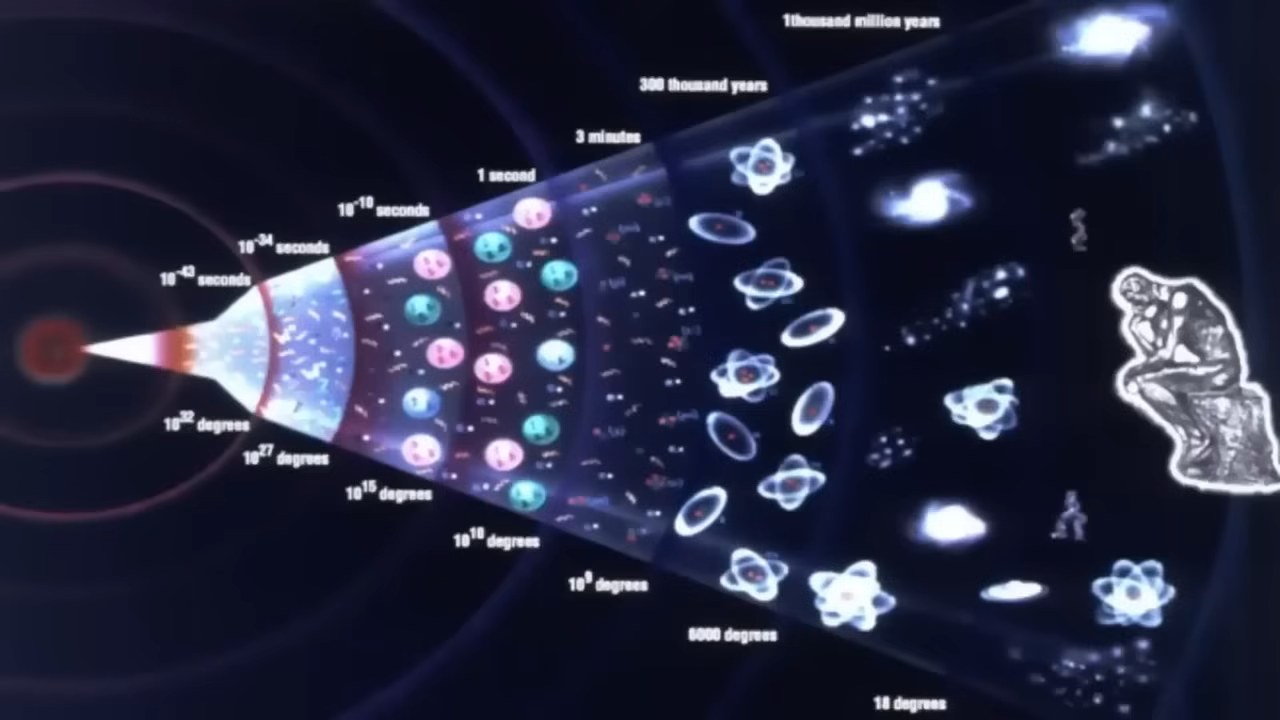 1thousand million years
300 thousand years
3 minutes
1 second
10⁻¹⁰ seconds
10⁻³⁴ seconds
10⁻⁴³ seconds
10³² degrees
10²⁷ degrees
10¹⁵ degrees
10¹⁰ degrees
10⁹ degrees
6000 degrees
18 degrees